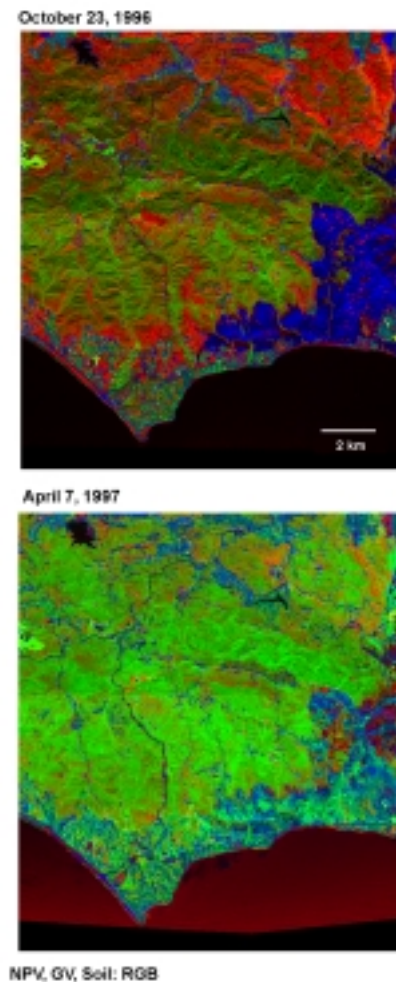 October 23, 1996
2 km
April 7, 1997
NPV, GV, Soil: RGB